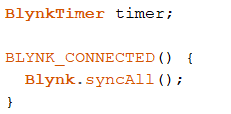 BlynkTimer timer;
BLYNK_CONNECTED() {
  Blynk.syncAll();
}